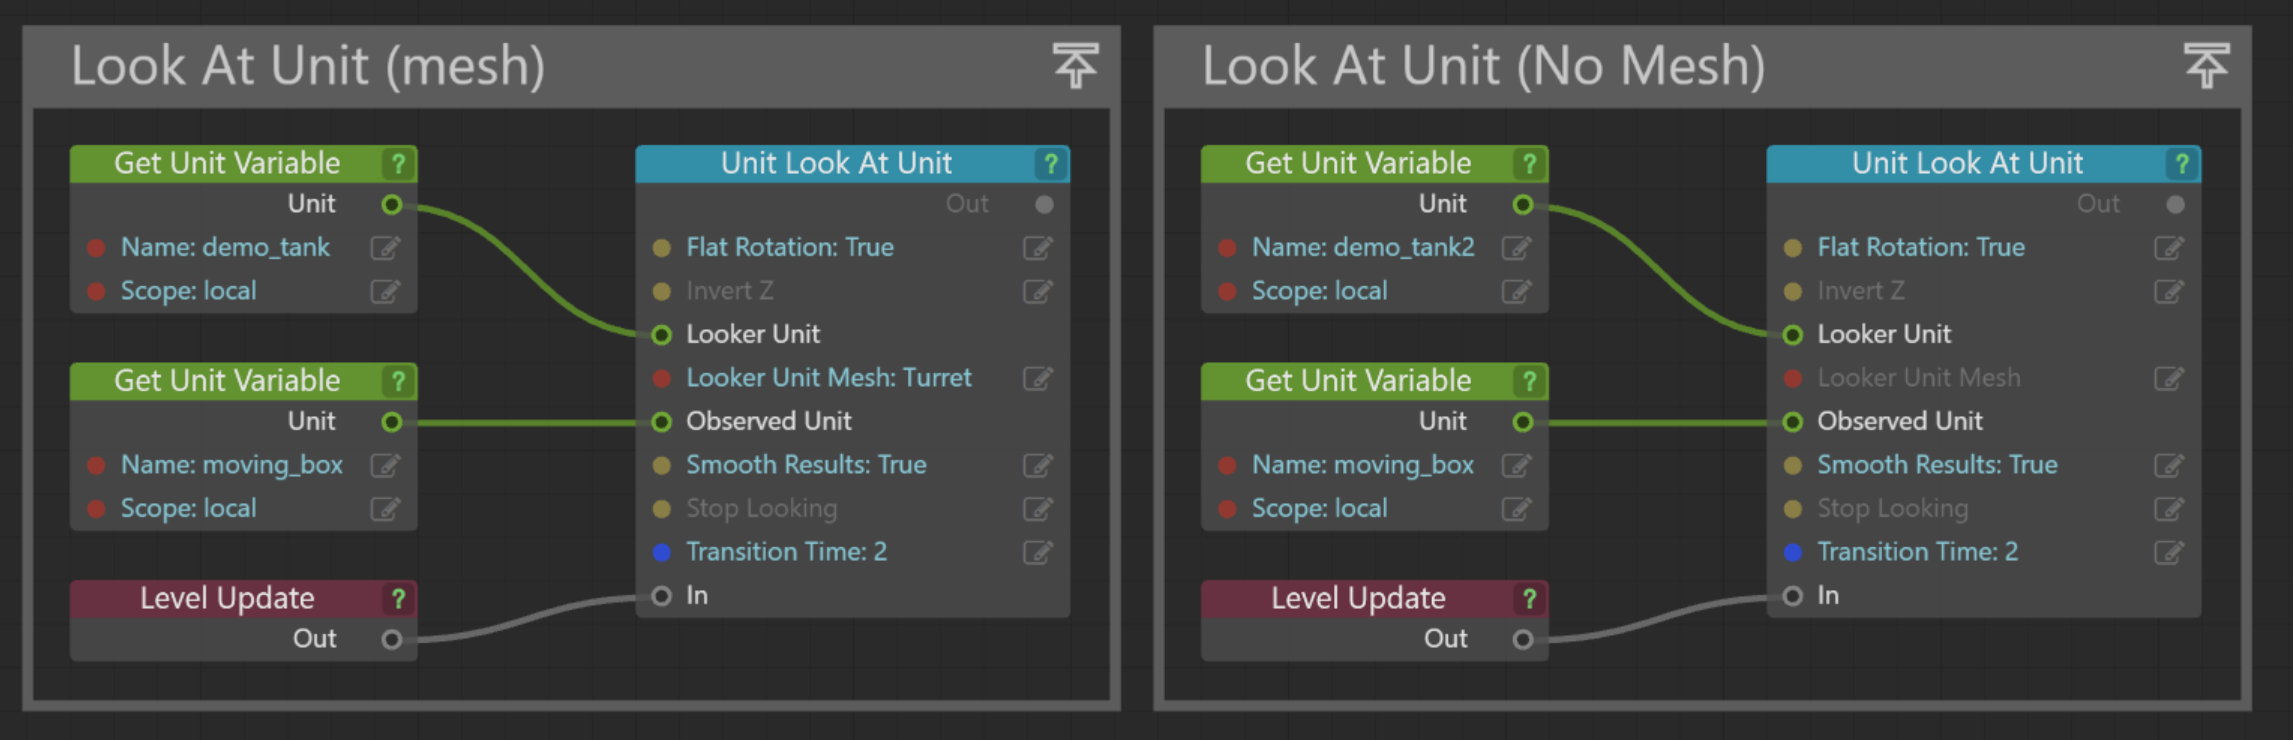 Look At Unit (mesh)
Get Unit Variable ?
Unit
Name: demo_tank
Scope: local
Get Unit Variable ?
Unit
Name: moving_box
Scope: local
Level Update ?
Out
Unit Look At Unit ?
Out
Flat Rotation: True
Invert Z
Looker Unit
Looker Unit Mesh: Turret
Observed Unit
Smooth Results: True
Stop Looking
Transition Time: 2
In
Look At Unit (No Mesh)
Get Unit Variable ?
Unit
Name: demo_tank2
Scope: local
Get Unit Variable ?
Unit
Name: moving_box
Scope: local
Level Update ?
Out
Unit Look At Unit ?
Out
Flat Rotation: True
Invert Z
Looker Unit
Looker Unit Mesh
Observed Unit
Smooth Results: True
Stop Looking
Transition Time: 2
In